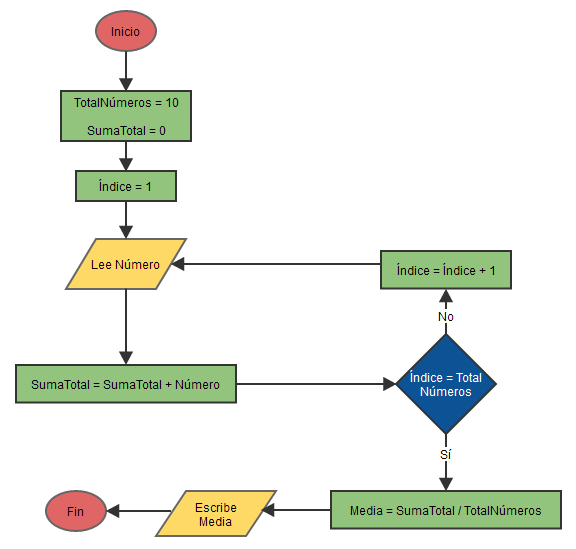 Inicio
TotalNúmeros = 10
SumaTotal = 0
Índice = 1
Lee Número
Índice = Índice + 1
No
SumaTotal = SumaTotal + Número
Índice = Total
Números
Sí
Fin
Escribe
Media
Media = SumaTotal / TotalNúmeros